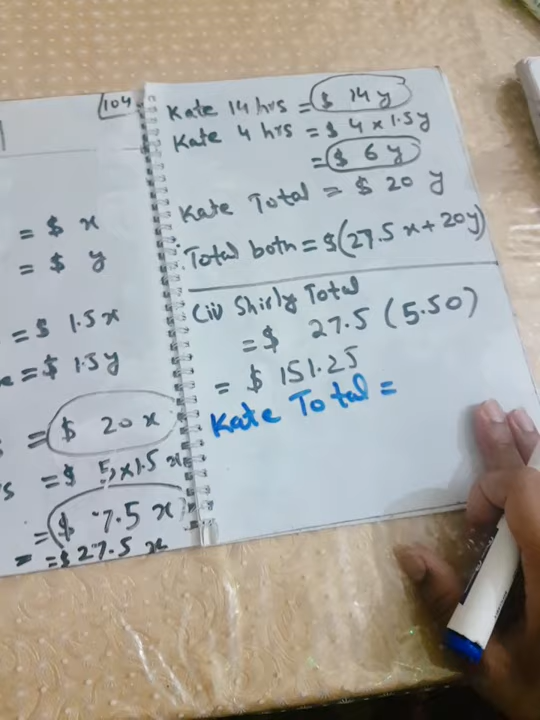 = $ x
= $ y
= $ 1.5x
= $ 1.5y
= $ 20 x
= $ 5 x 1.5 x
= $ 7.5 x
= = $ 27.5 x
104
Kate 14 hrs = $ 14 y
Kate 4 hrs = $ 4 x 1.5y
= $ 6 y
Kate Total = $ 20 y
Total both = $(27.5 x + 20y)
(ii) Shirly Total
= $ 27.5 (5.50)
= $ 151.25
Kate Total =